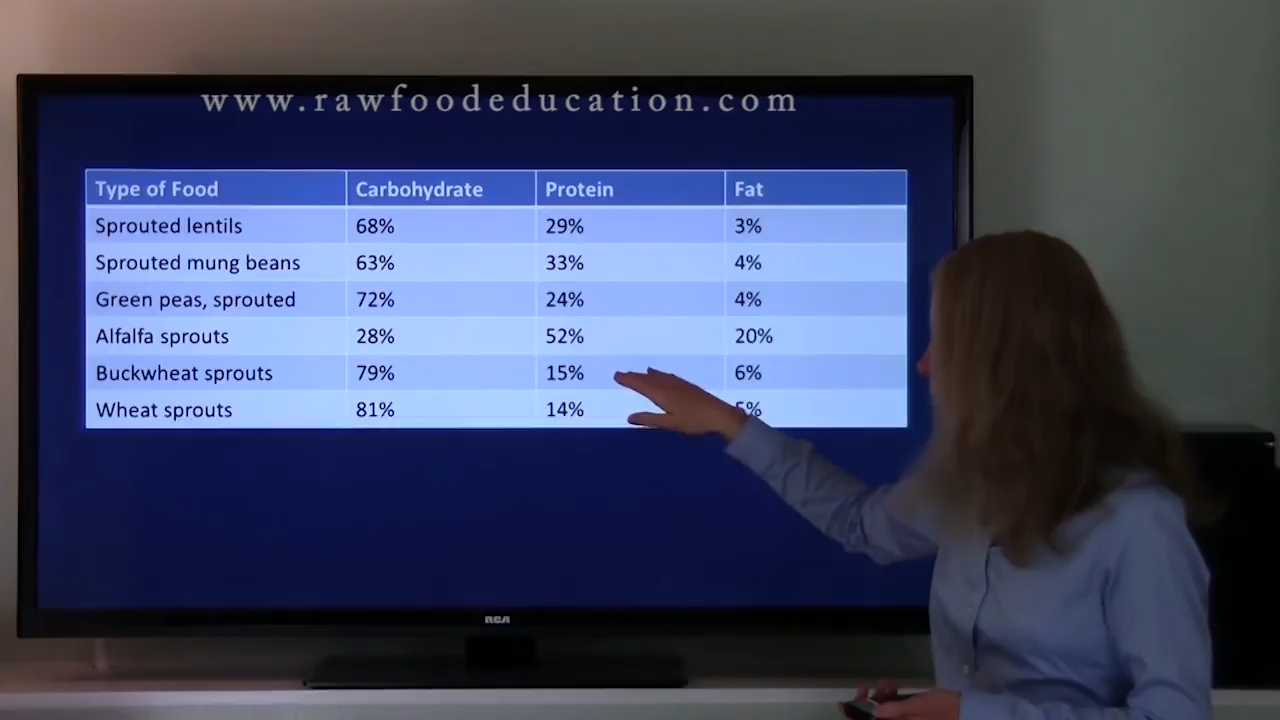 www.rawfoodeducation.com
Type of Food Carbohydrate Protein Fat
Sprouted lentils 68% 29% 3%
Sprouted mung beans 63% 33% 4%
Green peas, sprouted 72% 24% 4%
Alfalfa sprouts 28% 52% 20%
Buckwheat sprouts 79% 15% 6%
Wheat sprouts 81% 14% 5%
RCA